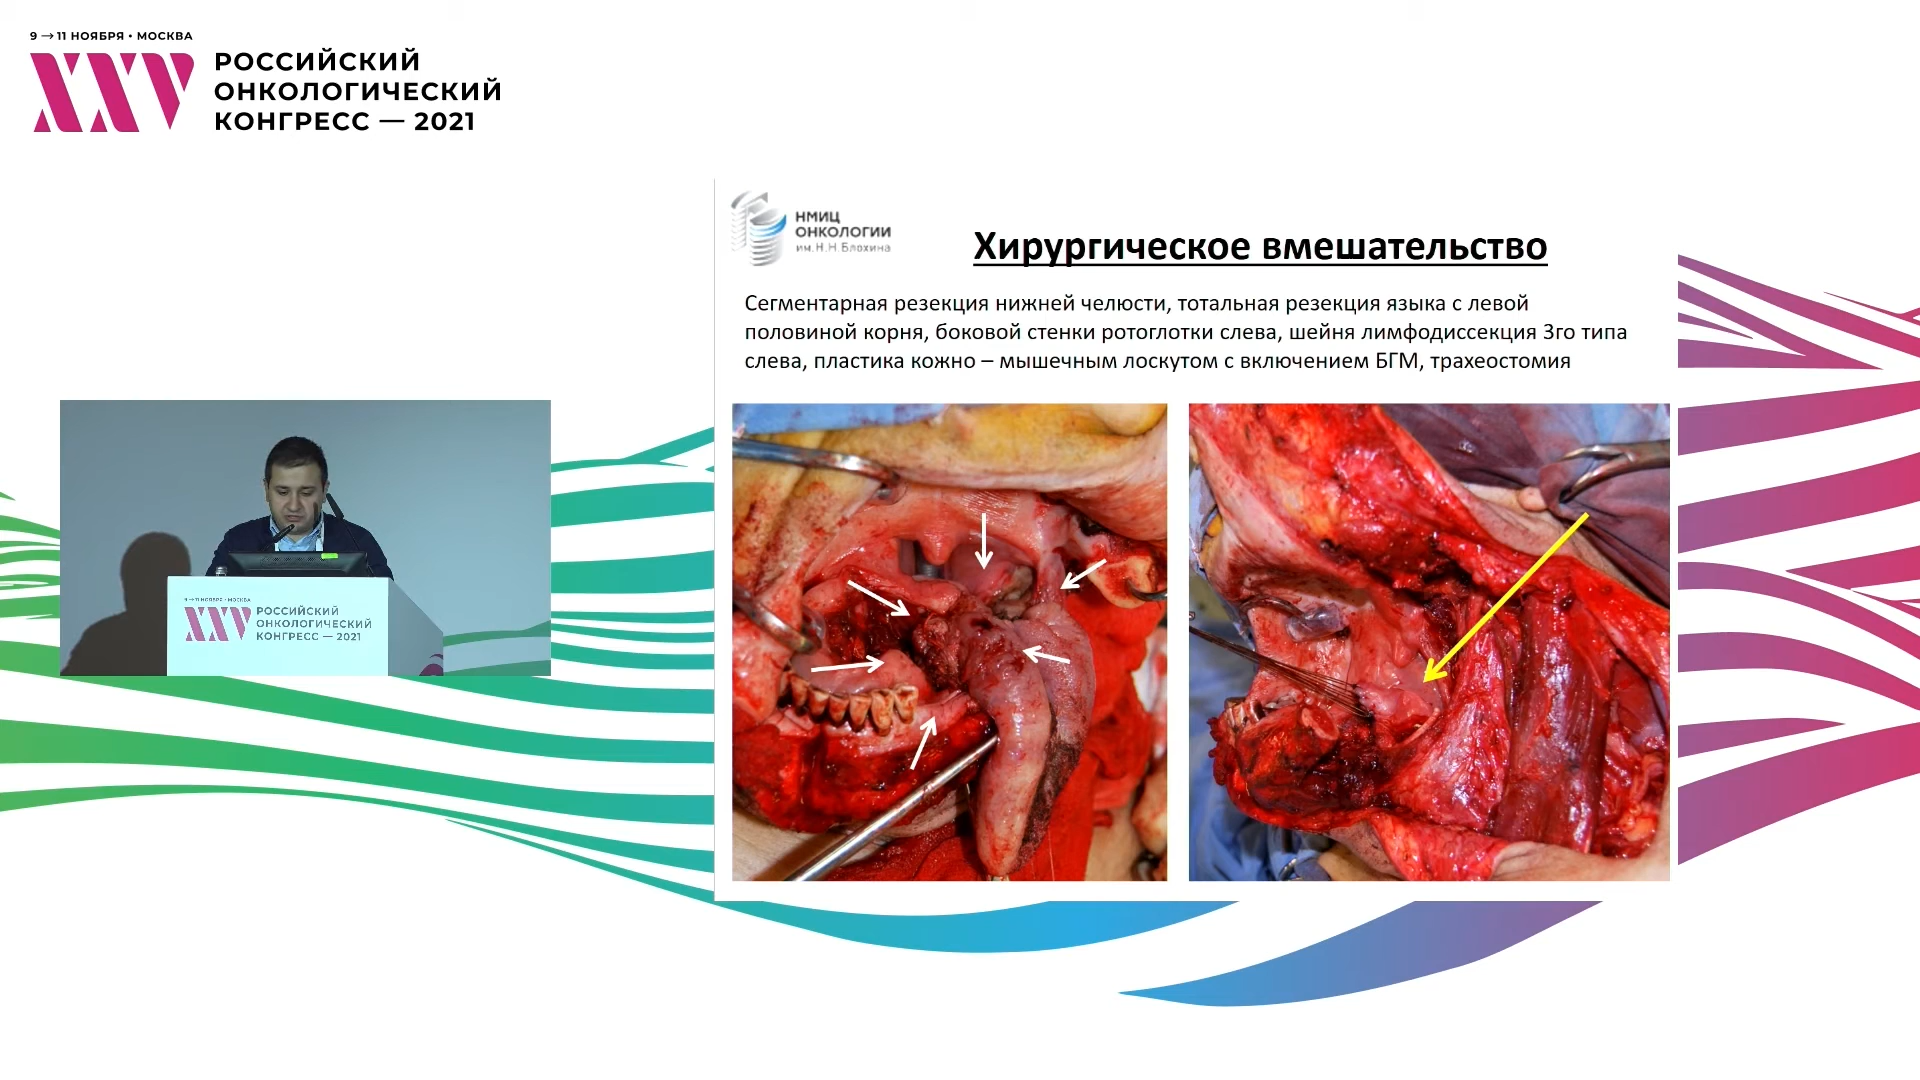 9 → 11 НОЯБРЯ • МОСКВА
XXV
РОССИЙСКИЙ
ОНКОЛОГИЧЕСКИЙ
КОНГРЕСС — 2021
НМИЦ
ОНКОЛОГИИ
им. Н.Н. Блохина
Хирургическое вмешательство
Сегментарная резекция нижней челюсти, тотальная резекция языка с левой
половиной корня, боковой стенки ротоглотки слева, шейня лимфодиссекция 3го типа
слева, пластика кожно – мышечным лоскутом с включением БГМ, трахеостомия
9 → 11 НОЯБРЯ • МОСКВА
XXV
РОССИЙСКИЙ
ОНКОЛОГИЧЕСКИЙ
КОНГРЕСС — 2021